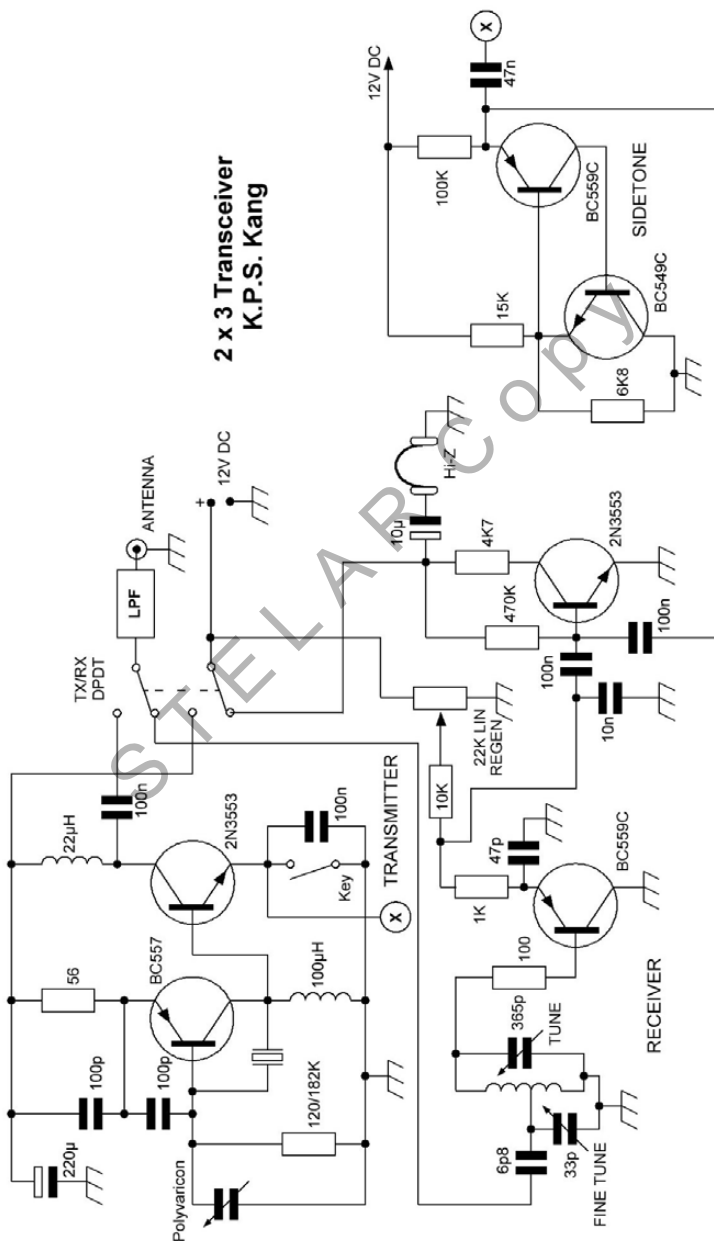 2 x 3 Transceiver
K.P.S. Kang
220µ
100p
100p
56
BC557
22µH
100n
2N3553
TX/RX
DPDT
LPF
ANTENNA
+
12V DC
Polyvaricon
120/182K
100µH
Key
100n
X
TRANSMITTER
6p8
33p
FINE TUNE
365p
TUNE
100
1K
47p
BC559C
RECEIVER
10K
22K LIN
REGEN
10n
100n
100n
470K
4K7
2N3553
10µ
Hi-Z
12V DC
100K
47n
X
15K
6K8
BC559C
BC549C
SIDETONE
STELARCopy